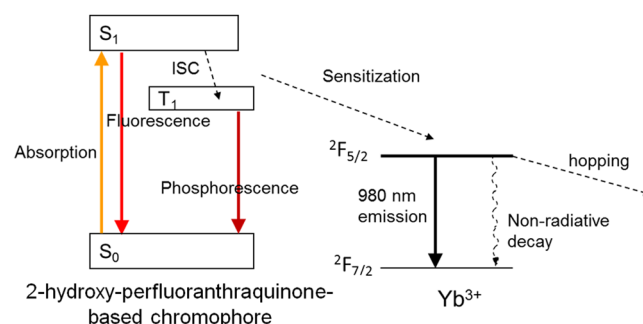 S1
ISC
T1
Sensitization
Fluorescence
Absorption
Phosphorescence
S0
2F5/2
hopping
980 nm
emission
Non-radiative
decay
2F7/2
2-hydroxy-perfluoranthraquinone-
based chromophore
Yb3+